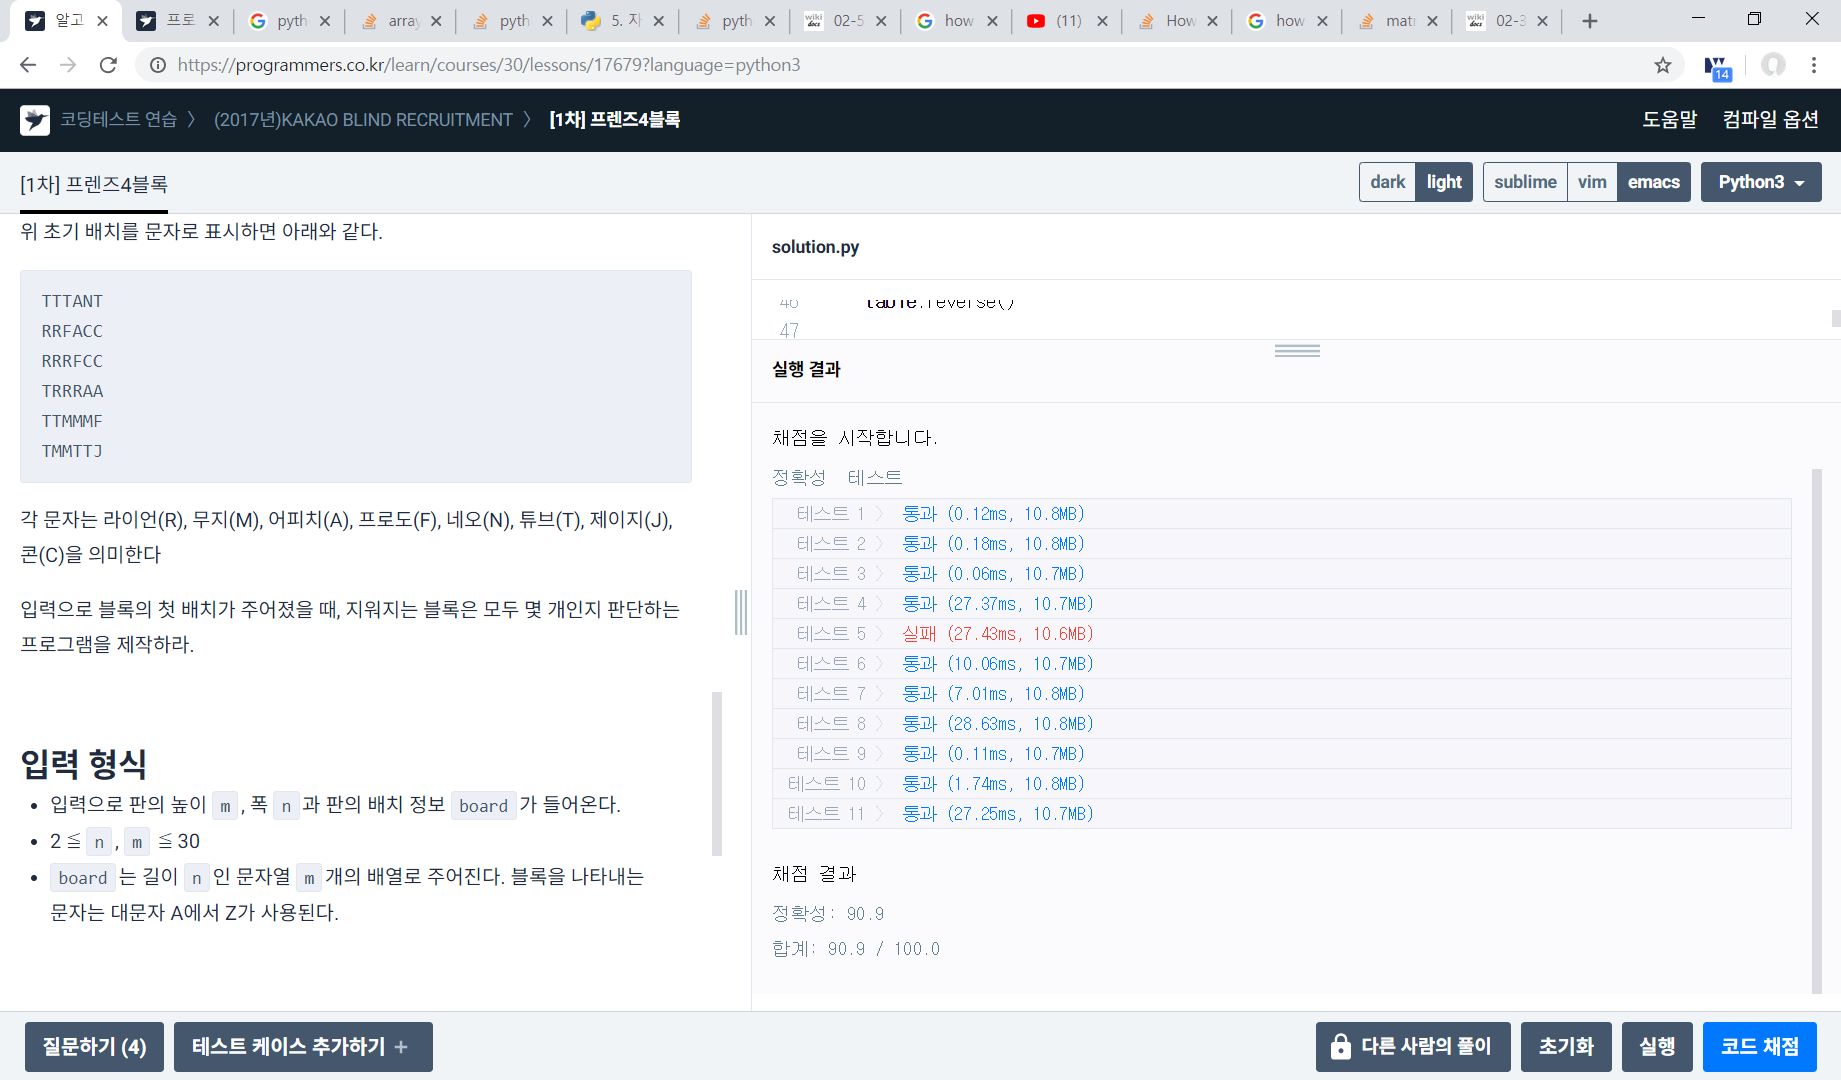 알고 프로 pyth array pyth 5. 자 pyth 02-5 how (11) How how matr 02-3
https://programmers.co.kr/learn/courses/30/lessons/17679?language=python3
14
코딩테스트 연습 〉 (2017년)KAKAO BLIND RECRUITMENT 〉 [1차] 프렌즈4블록 도움말 컴파일 옵션
[1차] 프렌즈4블록 dark light sublime vim emacs Python3
위 초기 배치를 문자로 표시하면 아래와 같다.
TTTANT
RRFACC
RRRFCC
TRRRAA
TTMMMF
TMMTTJ
각 문자는 라이언(R), 무지(M), 어피치(A), 프로도(F), 네오(N), 튜브(T), 제이지(J),
콘(C)을 의미한다
입력으로 블록의 첫 배치가 주어졌을 때, 지워지는 블록은 모두 몇 개인지 판단하는
프로그램을 제작하라.
입력 형식
• 입력으로 판의 높이 m, 폭 n과 판의 배치 정보 board가 들어온다.
• 2 ≦ n, m ≦ 30
• board는 길이 n인 문자열 m개의 배열로 주어진다. 블록을 나타내는
문자는 대문자 A에서 Z가 사용된다.
solution.py
46 table.reverse()
47
실행 결과
채점을 시작합니다.
정확성 테스트
테스트 1 〉 통과 (0.12ms, 10.8MB)
테스트 2 〉 통과 (0.18ms, 10.8MB)
테스트 3 〉 통과 (0.06ms, 10.7MB)
테스트 4 〉 통과 (27.37ms, 10.7MB)
테스트 5 〉 실패 (27.43ms, 10.6MB)
테스트 6 〉 통과 (10.06ms, 10.7MB)
테스트 7 〉 통과 (7.01ms, 10.8MB)
테스트 8 〉 통과 (28.63ms, 10.8MB)
테스트 9 〉 통과 (0.11ms, 10.7MB)
테스트 10 〉 통과 (1.74ms, 10.8MB)
테스트 11 〉 통과 (27.25ms, 10.7MB)
채점 결과
정확성: 90.9
합계: 90.9 / 100.0
질문하기 (4) 테스트 케이스 추가하기 + 다른 사람의 풀이 초기화 실행 코드 채점